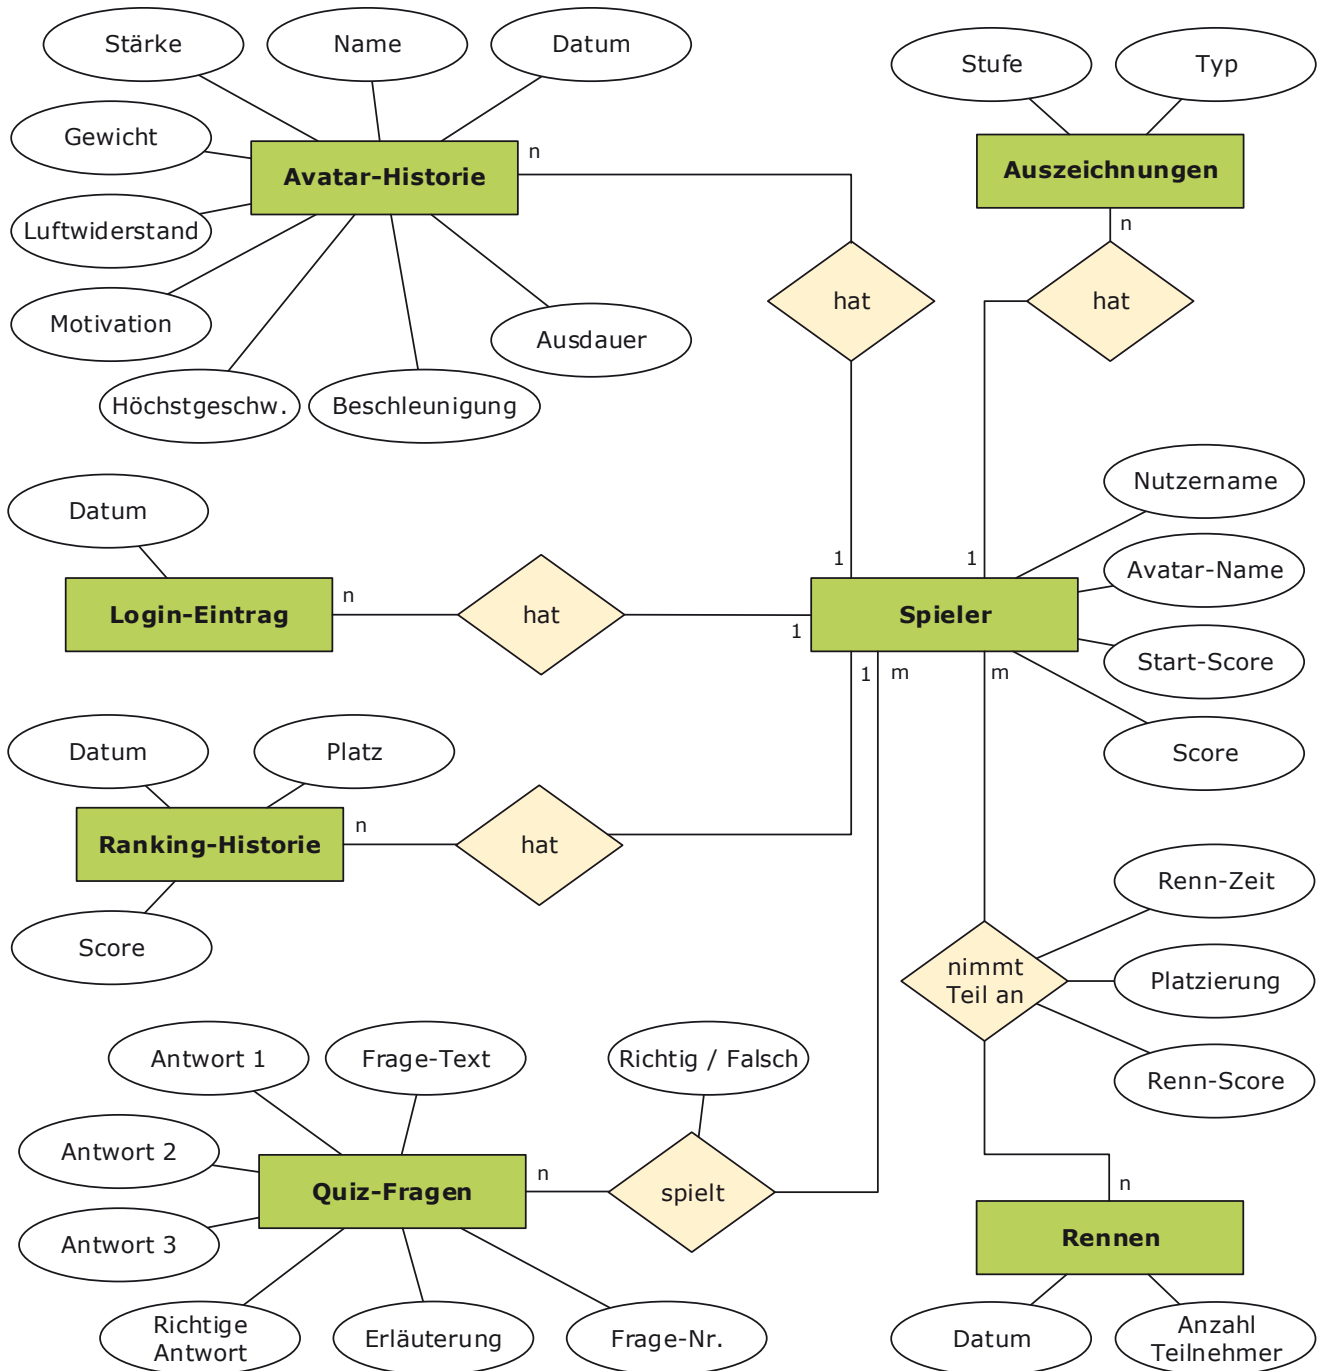 Stärke
Name
Datum
Stufe
Typ
Gewicht
n
Avatar-Historie
Auszeichnungen
Luftwiderstand
n
hat
hat
Motivation
Ausdauer
Höchstgeschw.
Beschleunigung
Nutzername
Datum
1
1
Avatar-Name
n
Login-Eintrag
hat
Spieler
1
Start-Score
1
m
m
Datum
Platz
Score
n
Ranking-Historie
hat
Renn-Zeit
Score
nimmt
Teil an
Platzierung
Antwort 1
Frage-Text
Richtig / Falsch
Renn-Score
Antwort 2
n
Quiz-Fragen
spielt
n
Antwort 3
Rennen
Richtige
Antwort
Erläuterung
Frage-Nr.
Datum
Anzahl
Teilnehmer